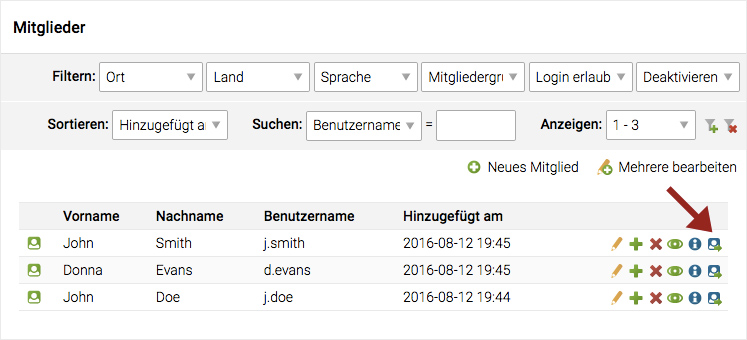 Mitglieder
Filtern: Ort Land Sprache Mitgliedergru Login erlaub Deaktivieren
Sortieren: Hinzugefügt a Suchen: Benutzername = Anzeigen: 1 - 3
Neues Mitglied Mehrere bearbeiten
Vorname Nachname Benutzername Hinzugefügt am
John Smith j.smith 2016-08-12 19:45
Donna Evans d.evans 2016-08-12 19:45
John Doe j.doe 2016-08-12 19:44